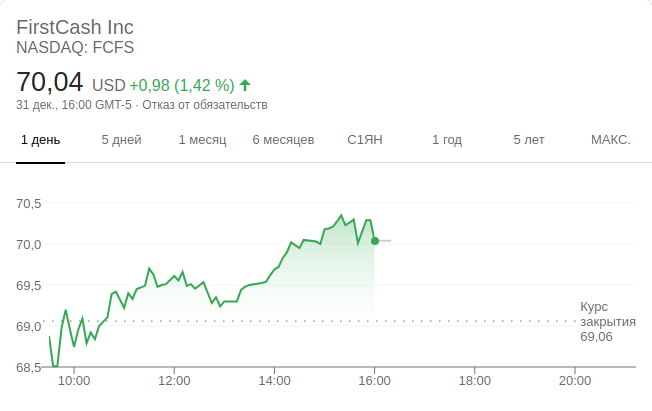 FirstCash Inc
NASDAQ: FCFS
70,04 USD +0,98 (1,42 %)
31 дек., 16:00 GMT-5 · Отказ от обязательств
1 день 5 дней 1 месяц 6 месяцев С1ЯН 1 год 5 лет МАКС.
70,5
70,0
69,5
69,0
68,5
Курс
закрытия
69,06
10:00 12:00 14:00 16:00 18:00 20:00